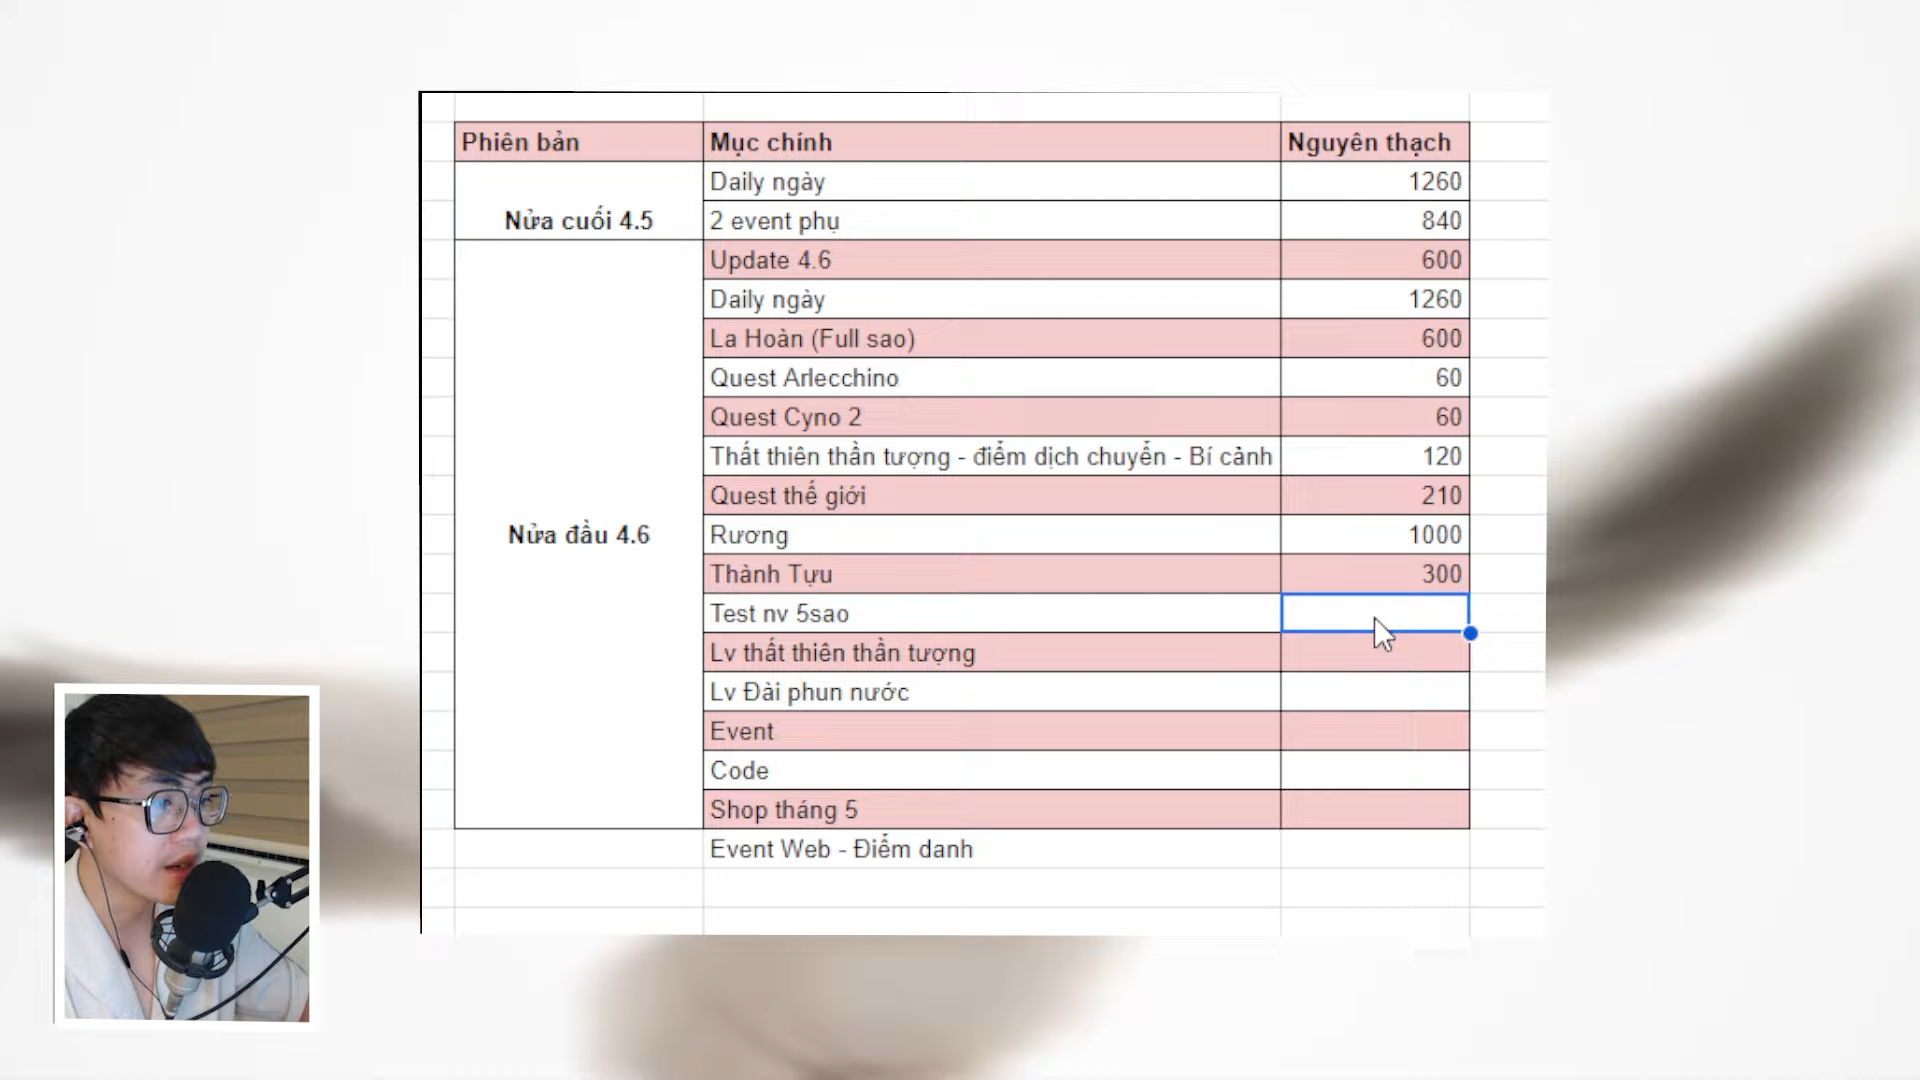 Phiên bản Mục chính Nguyên thạch
Daily ngày 1260
Nửa cuối 4.5 2 event phụ 840
Update 4.6 600
Daily ngày 1260
La Hoàn (Full sao) 600
Quest Arlecchino 60
Quest Cyno 2 60
Thất thiên thần tượng - điểm dịch chuyển - Bí cảnh 120
Quest thế giới 210
Nửa đầu 4.6 Rương 1000
Thành Tựu 300
Test nv 5sao
Lv thất thiên thần tượng
Lv Đài phun nước
Event
Code
Shop tháng 5
Event Web - Điểm danh